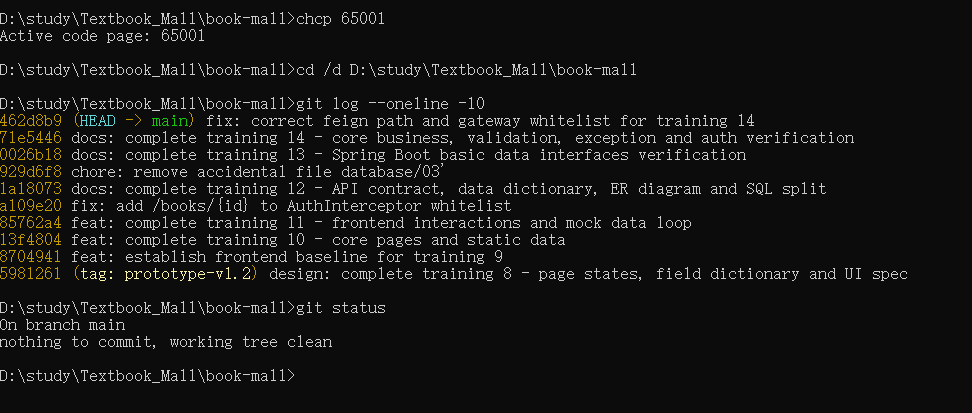 D:\study\Textbook_Mall\book-mall>chcp 65001
Active code page: 65001
D:\study\Textbook_Mall\book-mall>cd /d D:\study\Textbook_Mall\book-mall
D:\study\Textbook_Mall\book-mall>git log --oneline -10
462d8b9 (HEAD -> main) fix: correct feign path and gateway whitelist for training 14
71e5446 docs: complete training 14 - core business, validation, exception and auth verification
0026b18 docs: complete training 13 - Spring Boot basic data interfaces verification
929d6f8 chore: remove accidental file database/03'
1a18073 docs: complete training 12 - API contract, data dictionary, ER diagram and SQL split
a109e20 fix: add /books/{id} to AuthInterceptor whitelist
85762a4 feat: complete training 11 - frontend interactions and mock data loop
13f4804 feat: complete training 10 - core pages and static data
8704941 feat: establish frontend baseline for training 9
5981261 (tag: prototype-v1.2) design: complete training 8 - page states, field dictionary and UI spec
D:\study\Textbook_Mall\book-mall>git status
On branch main
nothing to commit, working tree clean
D:\study\Textbook_Mall\book-mall>